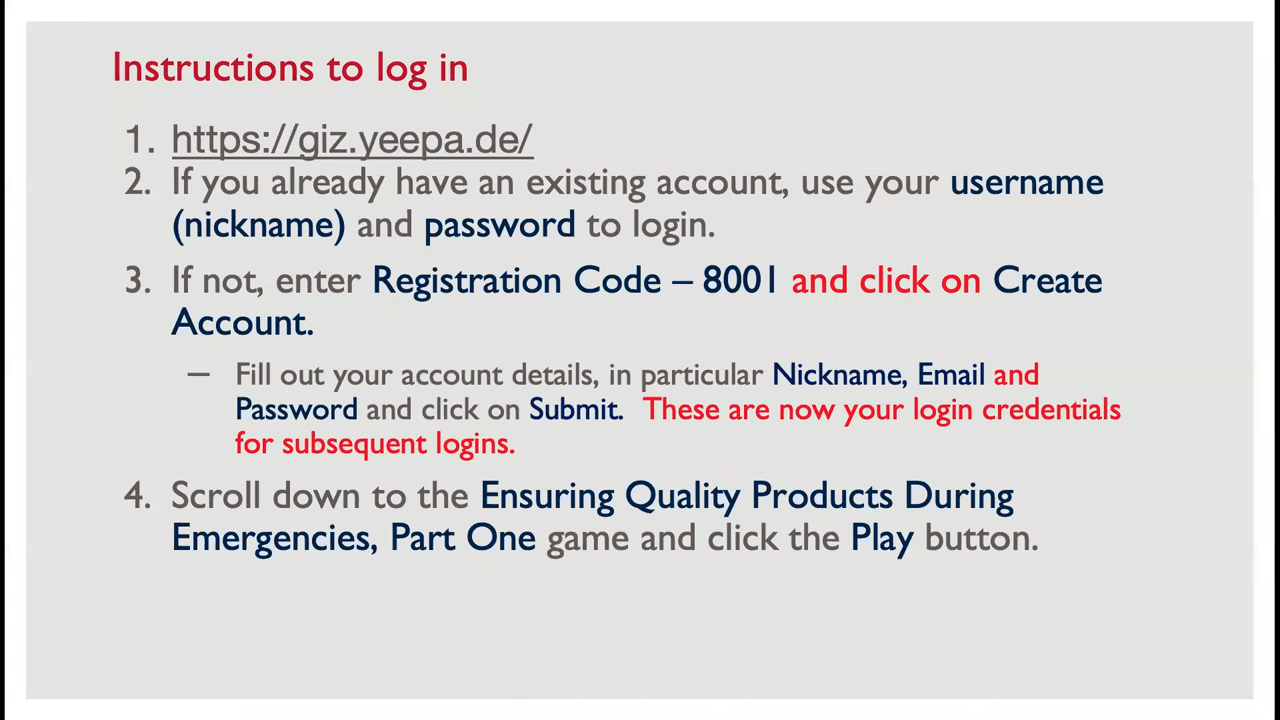 Instructions to log in
1. https://giz.yeepa.de/
2. If you already have an existing account, use your username
(nickname) and password to login.
3. If not, enter Registration Code – 8001 and click on Create
Account.
— Fill out your account details, in particular Nickname, Email and
Password and click on Submit. These are now your login credentials
for subsequent logins.
4. Scroll down to the Ensuring Quality Products During
Emergencies, Part One game and click the Play button.